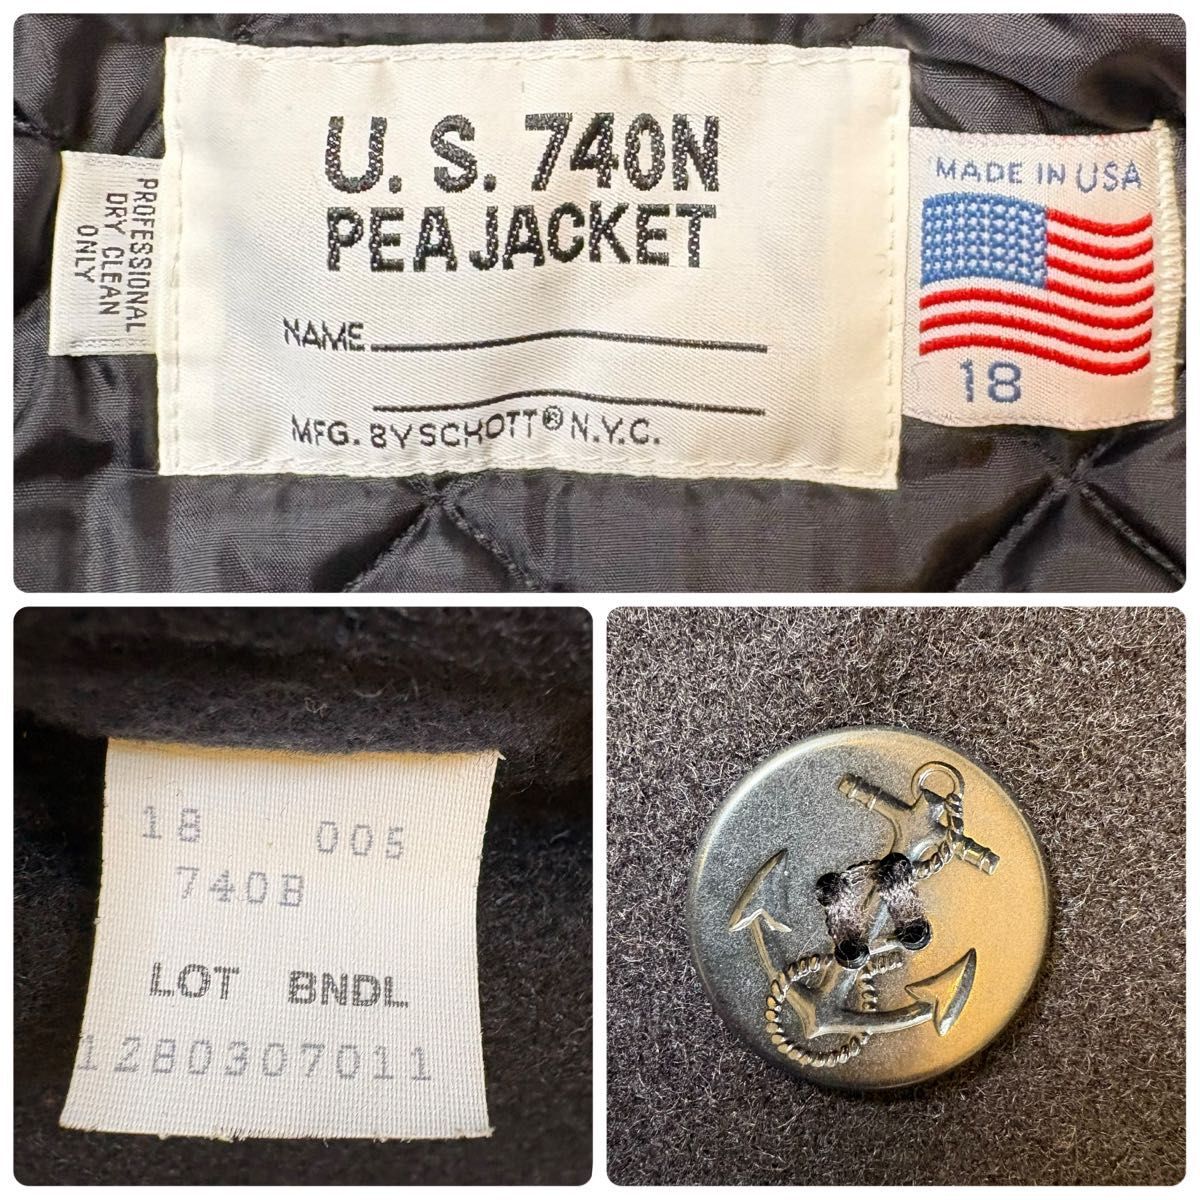 PROFESSIONAL
DRY CLEAN
ONLY
U. S. 740N
PEA JACKET
NAME
MFG. BY SCHOTT® N.Y.C.
MADE IN USA
18
18 005
740B
LOT BNDL
1280307011